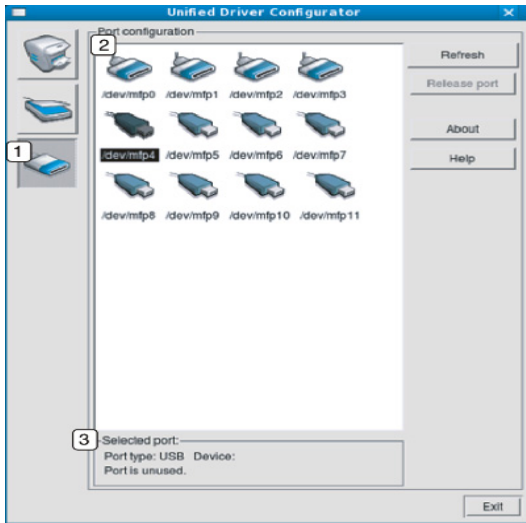 Unified Driver Configurator
Port configuration
2
Refresh
/dev/mfp0 /dev/mfp1 /dev/mfp2 /dev/mfp3
Release port
About
1
/dev/mfp4 /dev/mfp5 /dev/mfp6 /dev/mfp7
Help
/dev/mfp8 /dev/mfp9 /dev/mfp10 /dev/mfp11
3
Selected port:
Port type: USB Device:
Port is unused.
Exit